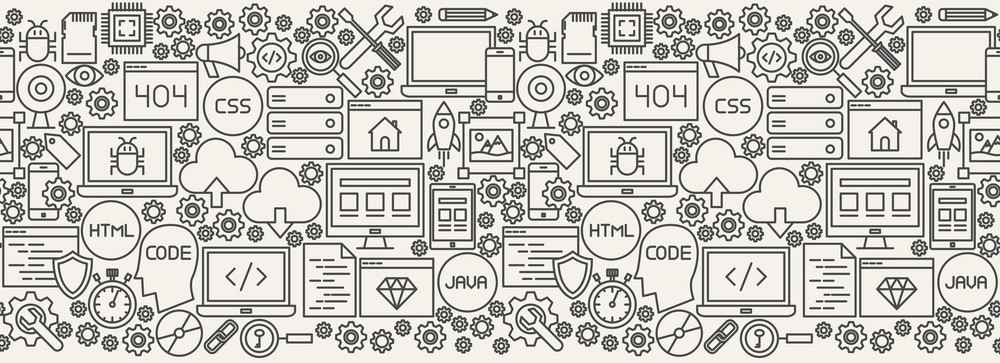 404
CSS
404
CSS
HTML
CODE
</>
JAVA
HTML
CODE
</>
JAVA